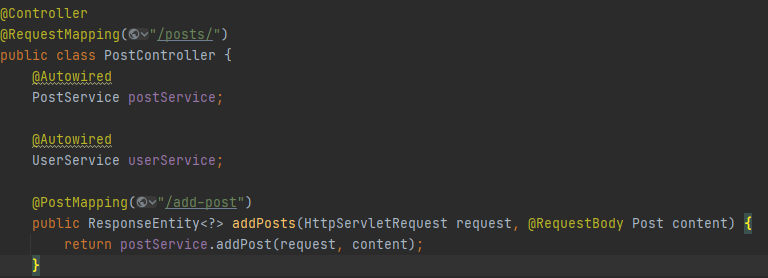 @Controller
@RequestMapping("/posts/")
public class PostController {
@Autowired
PostService postService;
@Autowired
UserService userService;
@PostMapping("/add-post")
public ResponseEntity<?> addPosts(HttpServletRequest request, @RequestBody Post content) {
return postService.addPost(request, content);
}